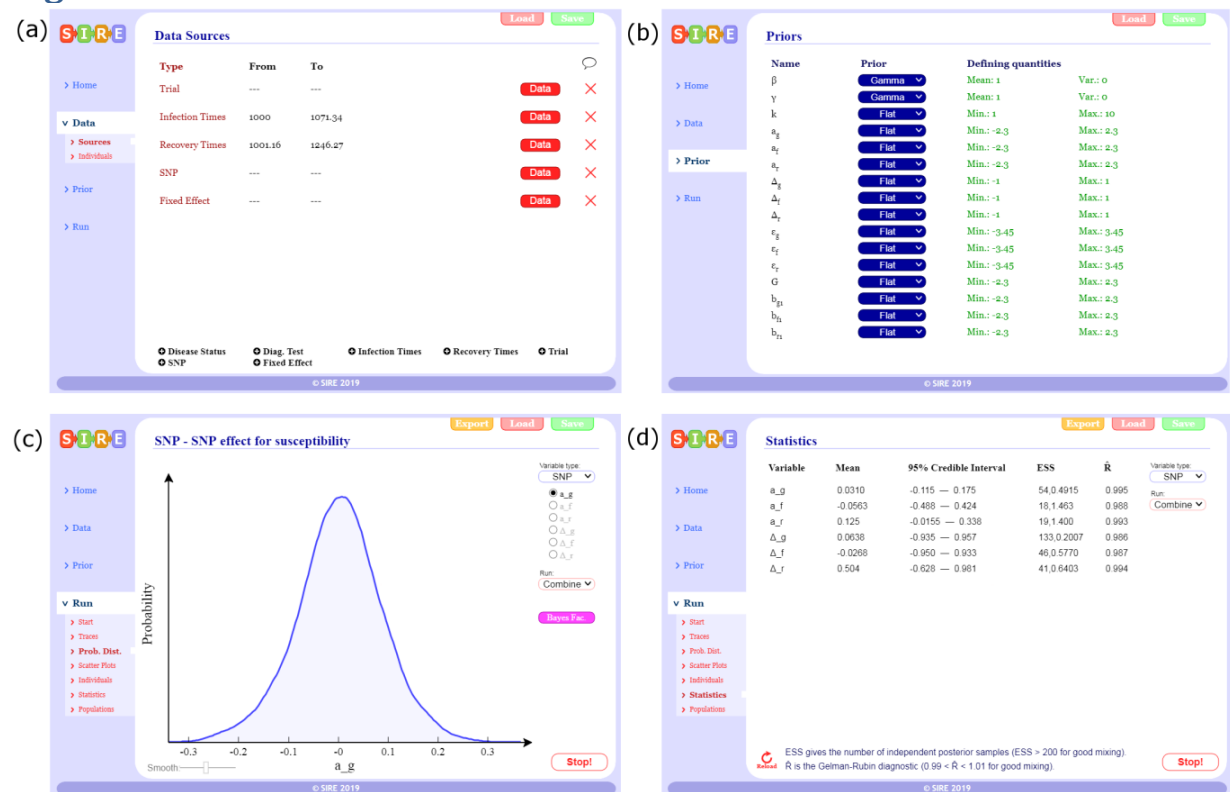 (a)
S I R E
Load Save
Data Sources
Type From To
> Home
Trial --- --- Data
v Data
Infection Times 1000 1071.34 Data
> Sources
Recovery Times 1001.16 1246.27 Data
> Individuals
SNP --- --- Data
> Prior
Fixed Effect --- --- Data
> Run
Disease Status Diag. Test Infection Times Recovery Times Trial
SNP Fixed Effect
© SIRE 2019
(b)
S I R E
Load Save
Priors
> Home
> Data
> Prior
> Run
Name Prior Defining quantities
β Gamma Mean: 1 Var.: 0
γ Gamma Mean: 1 Var.: 0
k Flat Min.: 1 Max.: 10
a_g Flat Min.: -2.3 Max.: 2.3
a_f Flat Min.: -2.3 Max.: 2.3
a_r Flat Min.: -2.3 Max.: 2.3
Δ_g Flat Min.: -1 Max.: 1
Δ_f Flat Min.: -1 Max.: 1
Δ_r Flat Min.: -1 Max.: 1
ε_g Flat Min.: -3.45 Max.: 3.45
ε_f Flat Min.: -3.45 Max.: 3.45
ε_r Flat Min.: -3.45 Max.: 3.45
G Flat Min.: -2.3 Max.: 2.3
b_g1 Flat Min.: -2.3 Max.: 2.3
b_f1 Flat Min.: -2.3 Max.: 2.3
b_r1 Flat Min.: -2.3 Max.: 2.3
© SIRE 2019
(c)
S I R E
Export Load Save
SNP - SNP effect for susceptibility
> Home
> Data
> Prior
v Run
> Start
> Traces
> Prob. Dist.
> Scatter Plots
> Individuals
> Statistics
> Populations
Variable type:
SNP
a_g
a_f
a_r
Δ_g
Δ_f
Δ_r
Run:
Combine
Bayes Fac.
Probability
-0.3 -0.2 -0.1 -0 0.1 0.2 0.3
a_g
Smooth:
Stop!
© SIRE 2019
(d)
S I R E
Export Load Save
Statistics
> Home
> Data
> Prior
v Run
> Start
> Traces
> Prob. Dist.
> Scatter Plots
> Individuals
> Statistics
> Populations
Variable Mean 95% Credible Interval ESS R̂
a_g 0.0310 -0.115 — 0.175 54,0.4915 0.995
a_f -0.0563 -0.488 — 0.424 18,1.463 0.988
a_r 0.125 -0.0155 — 0.338 19,1.400 0.993
Δ_g 0.0638 -0.935 — 0.957 133,0.2007 0.986
Δ_f -0.0268 -0.950 — 0.933 46,0.5770 0.987
Δ_r 0.504 -0.628 — 0.981 41,0.6403 0.994
Variable type:
SNP
Run:
Combine
Reload
ESS gives the number of independent posterior samples (ESS > 200 for good mixing).
R̂ is the Gelman-Rubin diagnostic (0.99 < R̂ < 1.01 for good mixing).
Stop!
© SIRE 2019